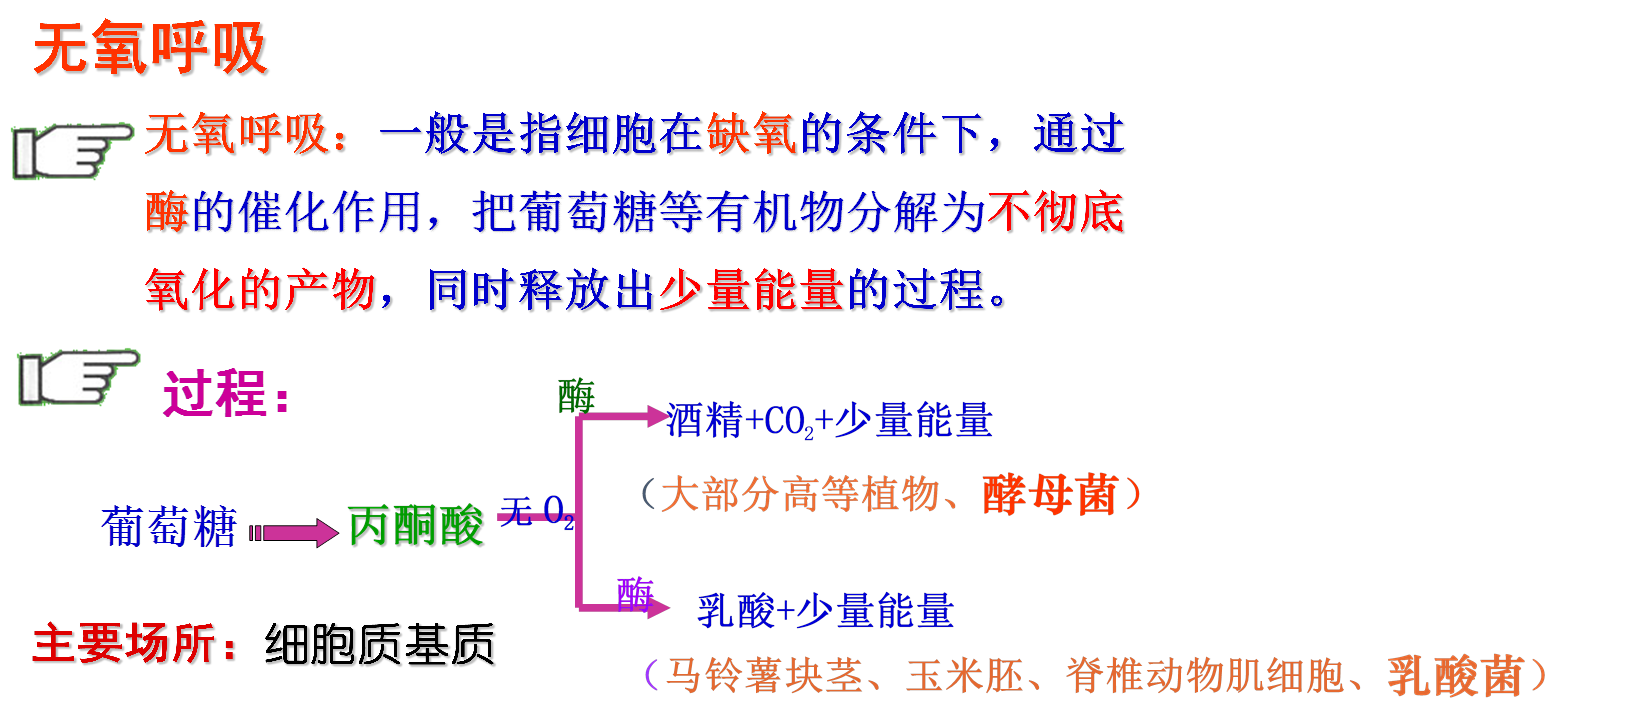 无氧呼吸
无氧呼吸：一般是指细胞在缺氧的条件下，通过
酶的催化作用，把葡萄糖等有机物分解为不彻底
氧化的产物，同时释放出少量能量的过程。
过程：
酶
酒精+CO₂+少量能量
（大部分高等植物、酵母菌）
葡萄糖 丙酮酸 无 O₂
酶
乳酸+少量能量
主要场所：细胞质基质
（马铃薯块茎、玉米胚、脊椎动物肌细胞、乳酸菌）